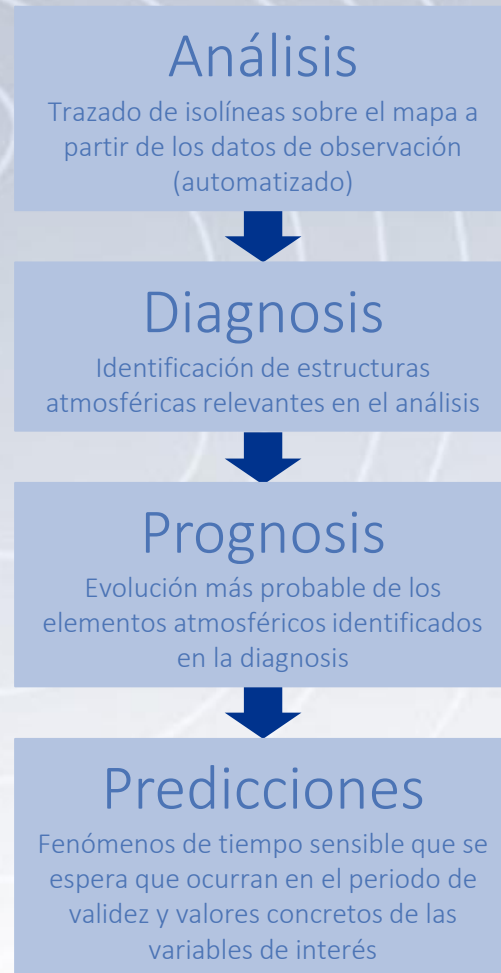 Análisis
Trazado de isolíneas sobre el mapa a
partir de los datos de observación
(automatizado)
Diagnosis
Identificación de estructuras
atmosféricas relevantes en el análisis
Prognosis
Evolución más probable de los
elementos atmosféricos identificados
en la diagnosis
Predicciones
Fenómenos de tiempo sensible que se
espera que ocurran en el periodo de
validez y valores concretos de las
variables de interés